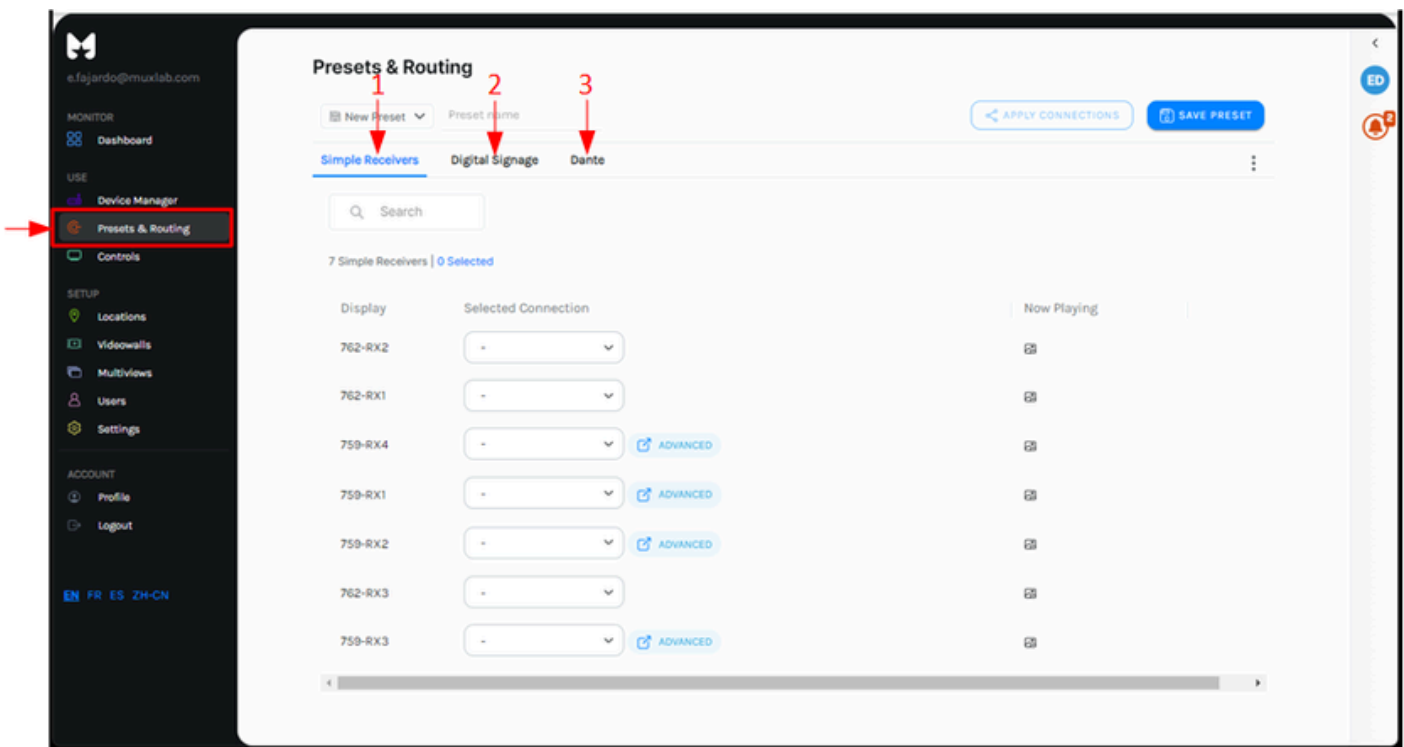 e.fajardo@muxlab.com
MONITOR
Dashboard
USE
Device Manager
Presets & Routing
Controls
SETUP
Locations
Videowalls
Multiviews
Users
Settings
ACCOUNT
Profile
Logout
EN FR ES ZH-CN
Presets & Routing
1 2 3
New Preset Preset name APPLY CONNECTIONS SAVE PRESET
Simple Receivers Digital Signage Dante
Search
7 Simple Receivers | 0 Selected
Display Selected Connection Now Playing
762-RX2 -
762-RX1 -
759-RX4 - ADVANCED
759-RX1 - ADVANCED
759-RX2 - ADVANCED
762-RX3 -
759-RX3 - ADVANCED
ED
2